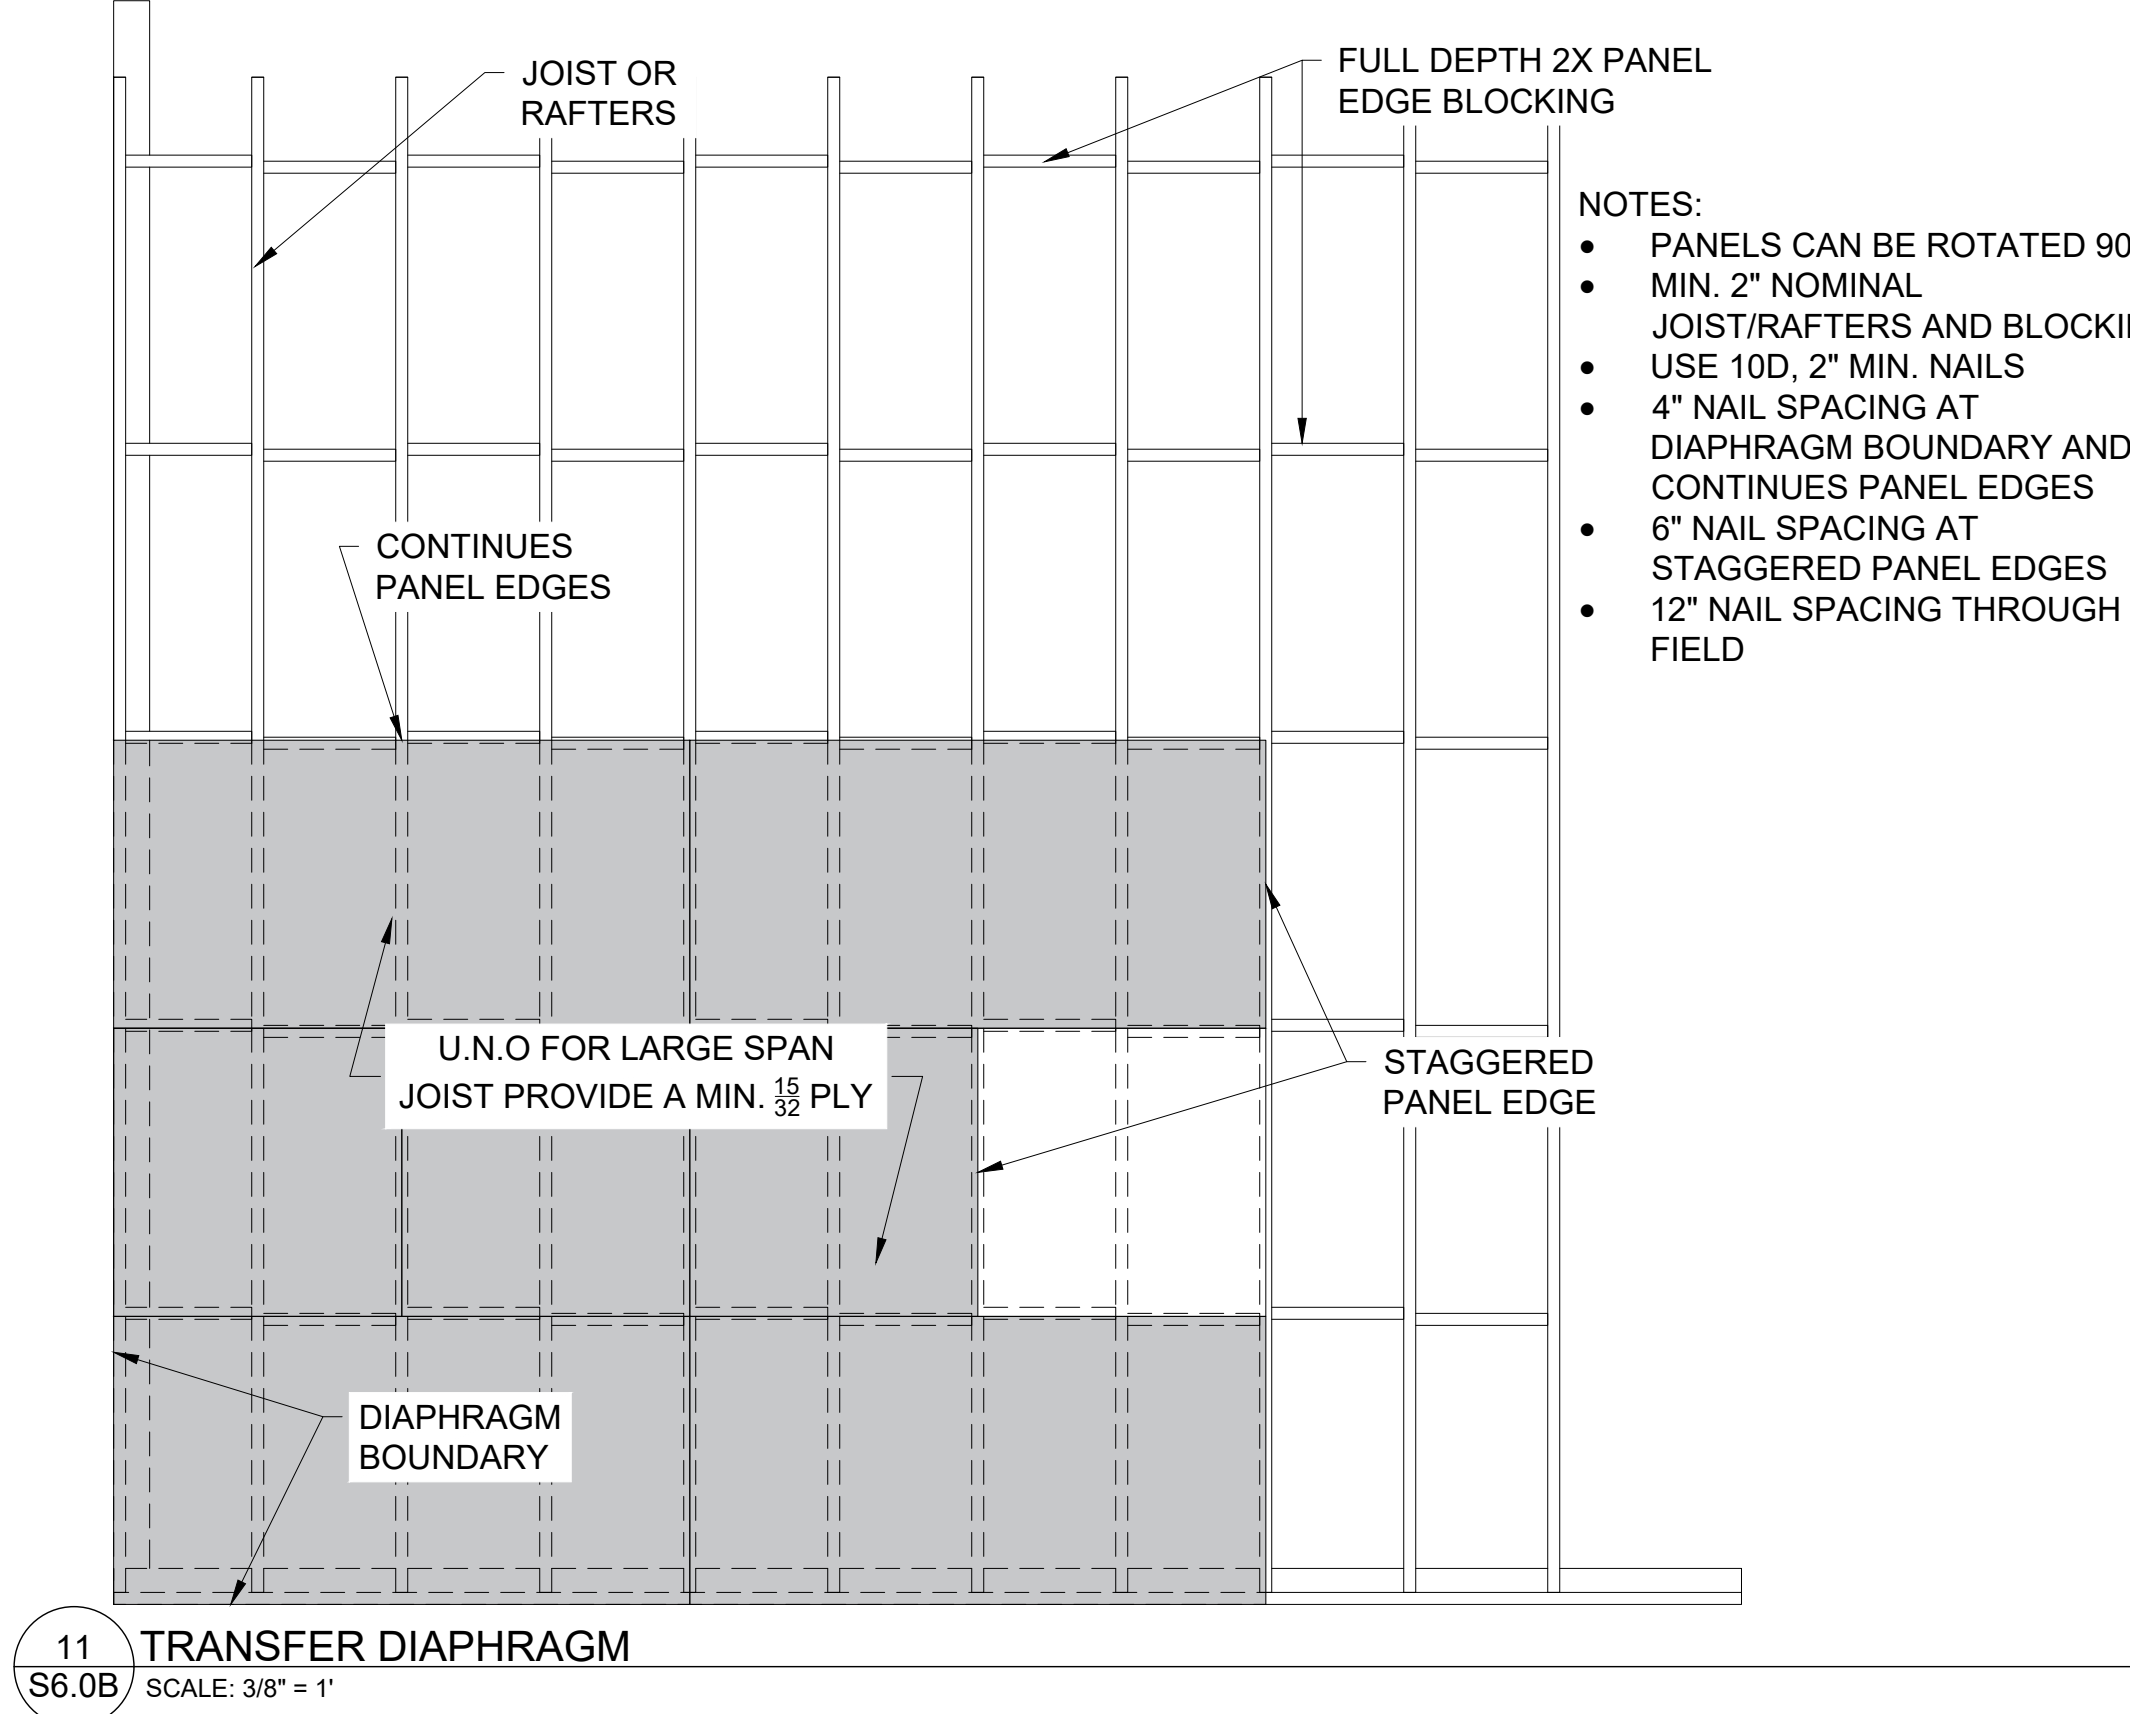 JOIST OR
RAFTERS
FULL DEPTH 2X PANEL
EDGE BLOCKING
NOTES:
• PANELS CAN BE ROTATED 90
• MIN. 2" NOMINAL
JOIST/RAFTERS AND
• USE 10D, 2" MIN. NAILS
• 4" NAIL SPACING AT
DIAPHRAGM BOUNDARY AND
CONTINUES PANEL EDGES
• 6" NAIL SPACING AT
STAGGERED PANEL EDGES
• 12" NAIL SPACING THROUGH
FIELD
CONTINUES
PANEL EDGES
U.N.O FOR LARGE SPAN
JOIST PROVIDE A MIN. 15/32 PLY
STAGGERED
PANEL EDGE
DIAPHRAGM
BOUNDARY
11
S6.0B
TRANSFER DIAPHRAGM
SCALE: 3/8" = 1'